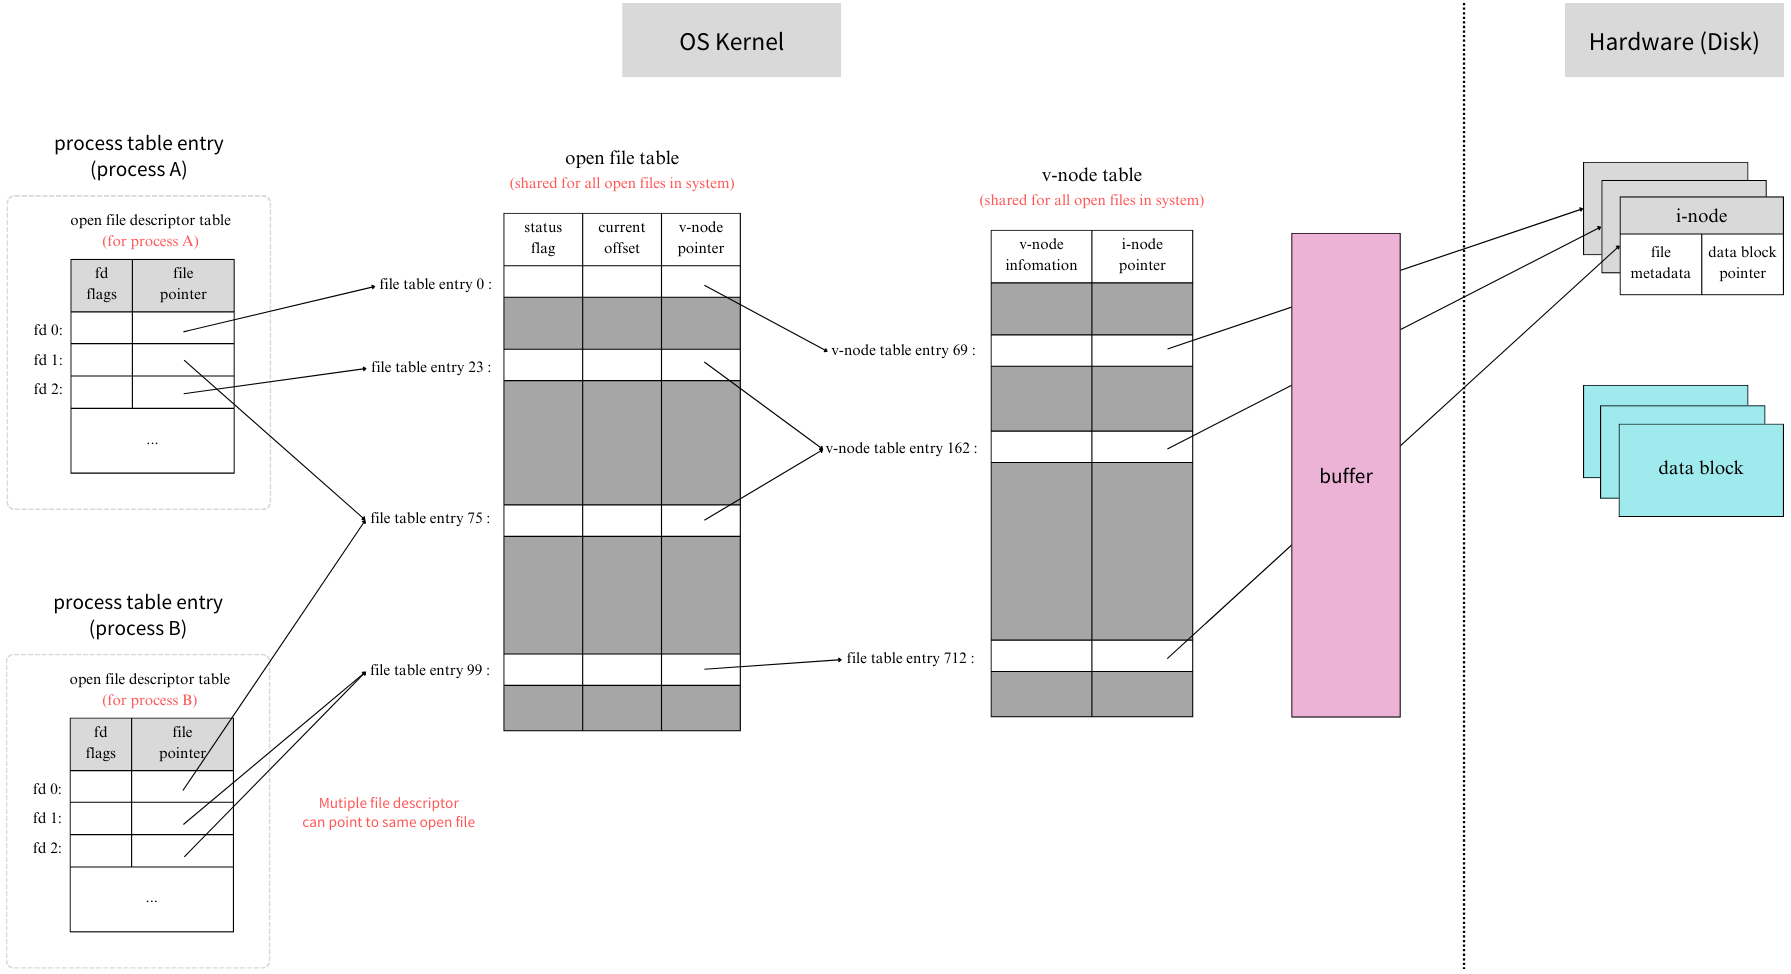 OS Kernel
Hardware (Disk)
process table entry
(process A)
open file descriptor table
(for process A)
fd
flags
file
pointer
fd 0:
fd 1:
fd 2:
...
process table entry
(process B)
open file descriptor table
(for process B)
fd
flags
file
pointer
fd 0:
fd 1:
fd 2:
...
Mutiple file descriptor
can point to same open file
open file table
(shared for all open files in system)
status
flag
current
offset
v-node
pointer
file table entry 0 :
file table entry 23 :
file table entry 75 :
file table entry 99 :
v-node table
(shared for all open files in system)
v-node
infomation
i-node
pointer
v-node table entry 69 :
v-node table entry 162 :
file table entry 712 :
buffer
i-node
file
metadata
data block
pointer
data block